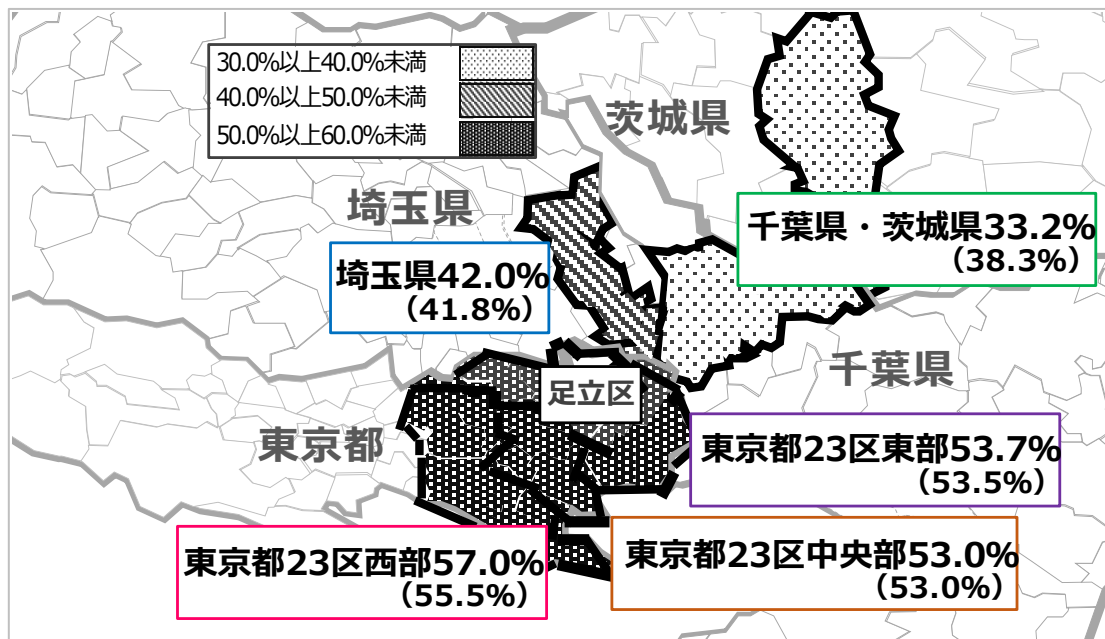 30.0%以上40.0%未満
40.0%以上50.0%未満
50.0%以上60.0%未満
茨城県
埼玉県
千葉県・茨城県33.2%
（38.3%）
埼玉県42.0%
（41.8%）
千葉県
足立区
東京都
東京都23区東部53.7%
（53.5%）
東京都23区西部57.0%
（55.5%）
東京都23区中央部53.0%
（53.0%）